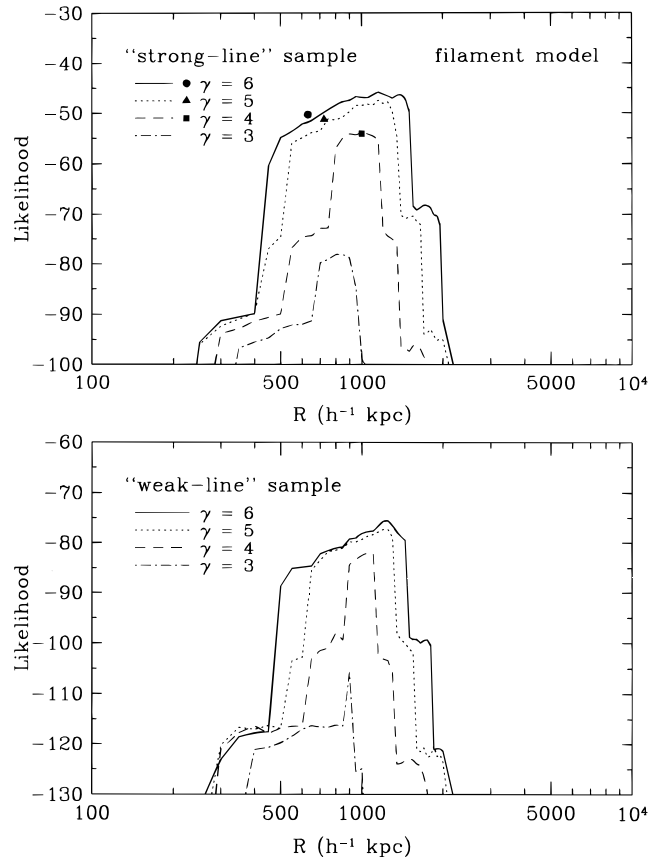 “strong-line” sample filament model
γ = 6
γ = 5
γ = 4
γ = 3
Likelihood
−30
−40
−50
−60
−70
−80
−90
−100
100 500 1000 5000 10⁴
R (h⁻¹ kpc)
“weak-line” sample
γ = 6
γ = 5
γ = 4
γ = 3
Likelihood
−60
−70
−80
−90
−100
−110
−120
−130
100 500 1000 5000 10⁴
R (h⁻¹ kpc)